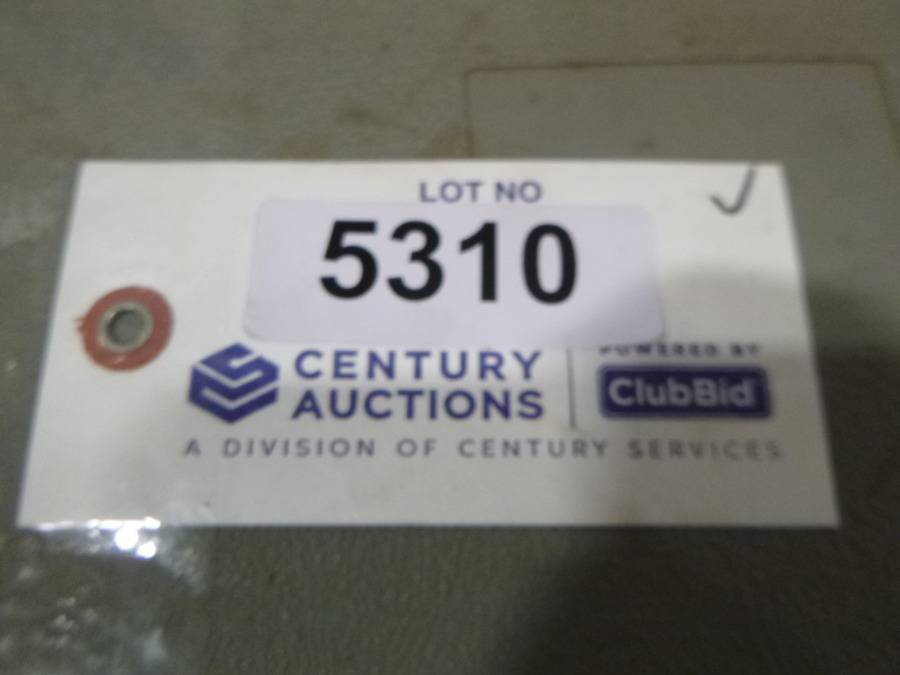 LOT NO
5310
CENTURY
AUCTIONS
POWERED BY
ClubBid
A DIVISION OF CENTURY SERVICES